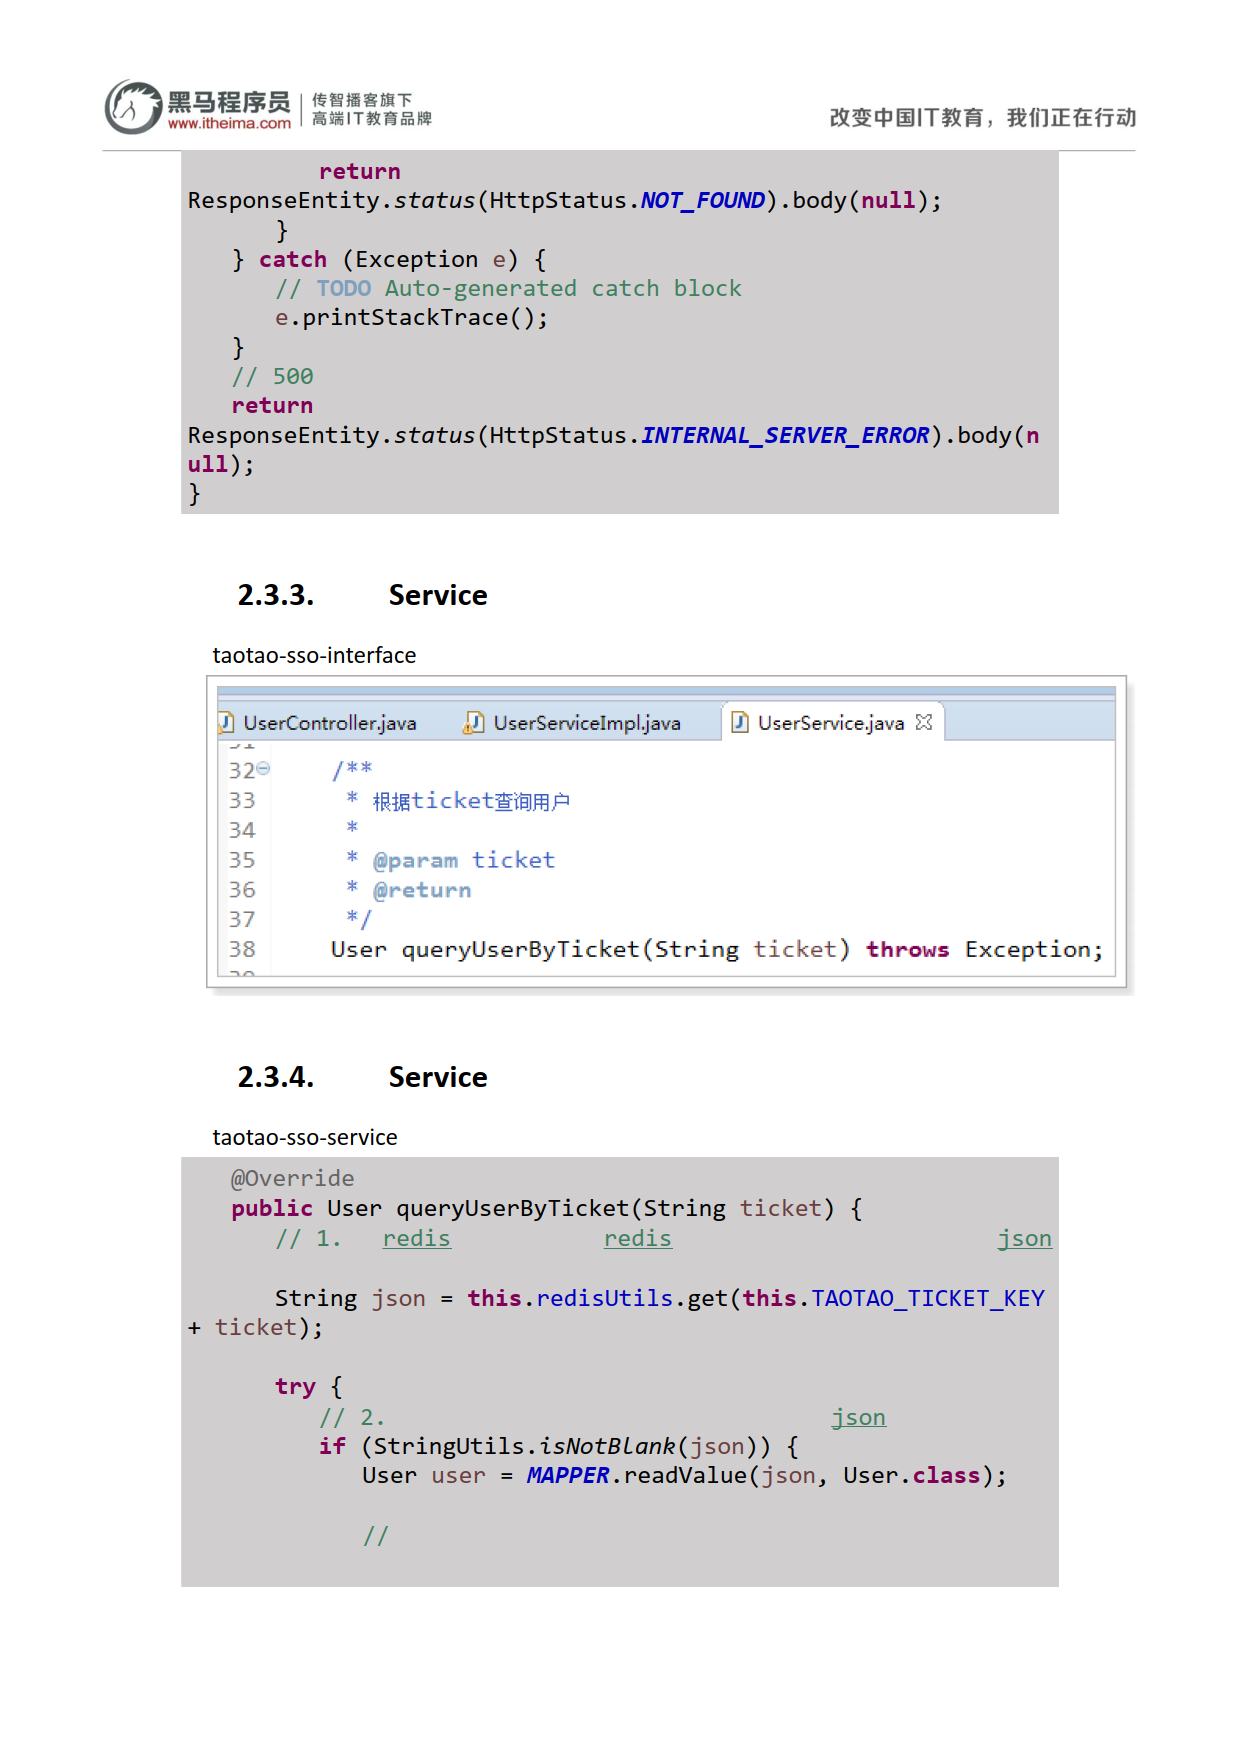 黑马程序员
www.itheima.com
传智播客旗下
高端IT教育品牌
改变中国IT教育，我们正在行动
return
ResponseEntity.status(HttpStatus.NOT_FOUND).body(null);
}
} catch (Exception e) {
// TODO Auto-generated catch block
e.printStackTrace();
}
// 500
return
ResponseEntity.status(HttpStatus.INTERNAL_SERVER_ERROR).body(n
ull);
}
2.3.3. Service
taotao-sso-interface
UserController.java UserServiceImpl.java UserService.java
32 /**
33 * 根据ticket查询用户
34 *
35 * @param ticket
36 * @return
37 */
38 User queryUserByTicket(String ticket) throws Exception;
2.3.4. Service
taotao-sso-service
@Override
public User queryUserByTicket(String ticket) {
// 1. redis redis json
String json = this.redisUtils.get(this.TAOTAO_TICKET_KEY
+ ticket);
try {
// 2. json
if (StringUtils.isNotBlank(json)) {
User user = MAPPER.readValue(json, User.class);
//